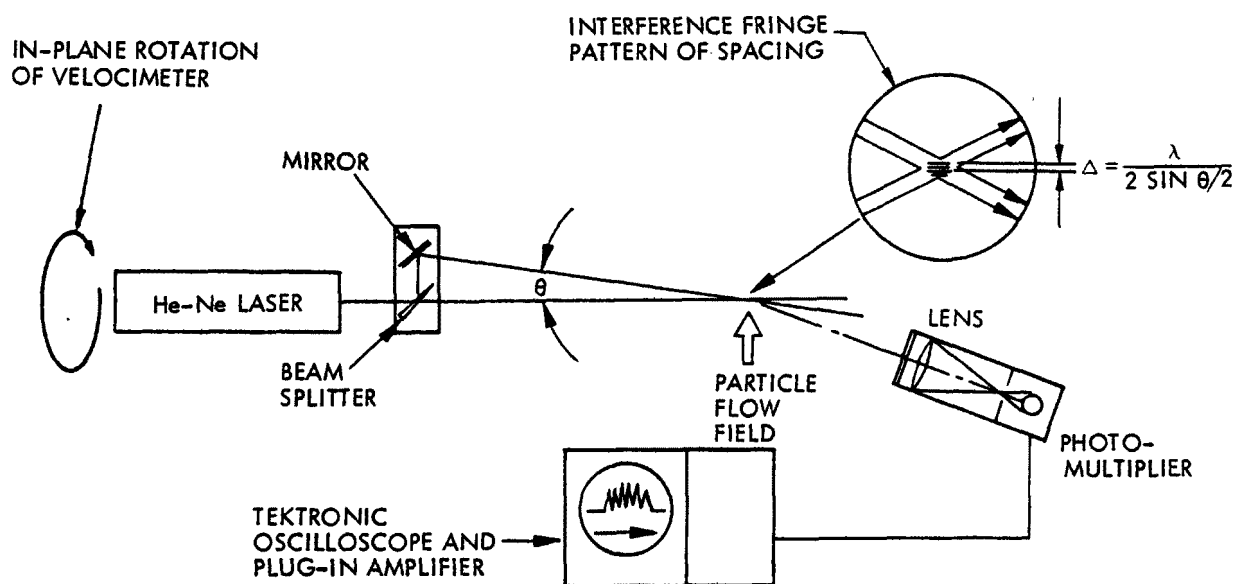 INTERFERENCE FRINGE
PATTERN OF SPACING
IN-PLANE ROTATION
OF VELOCIMETER
MIRROR
Δ = λ / 2 SIN θ/2
θ
He-Ne LASER
LENS
BEAM
SPLITTER
PARTICLE
FLOW
FIELD
PHOTO-
MULTIPLIER
TEKTRONIC
OSCILLOSCOPE AND
PLUG-IN AMPLIFIER